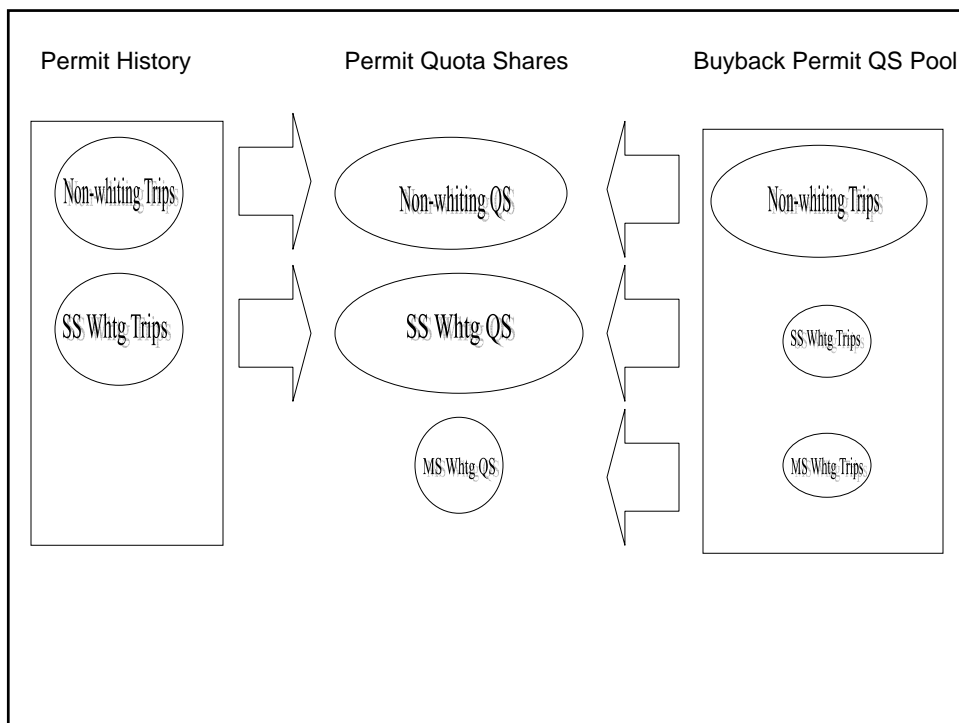 Permit History
Permit Quota Shares
Buyback Permit QS Pool
Non-whiting Trips
Non-whiting QS
Non-whiting Trips
SS Whtg Trips
SS Whtg QS
SS Whtg Trips
MS Whtg QS
MS Whtg Trips